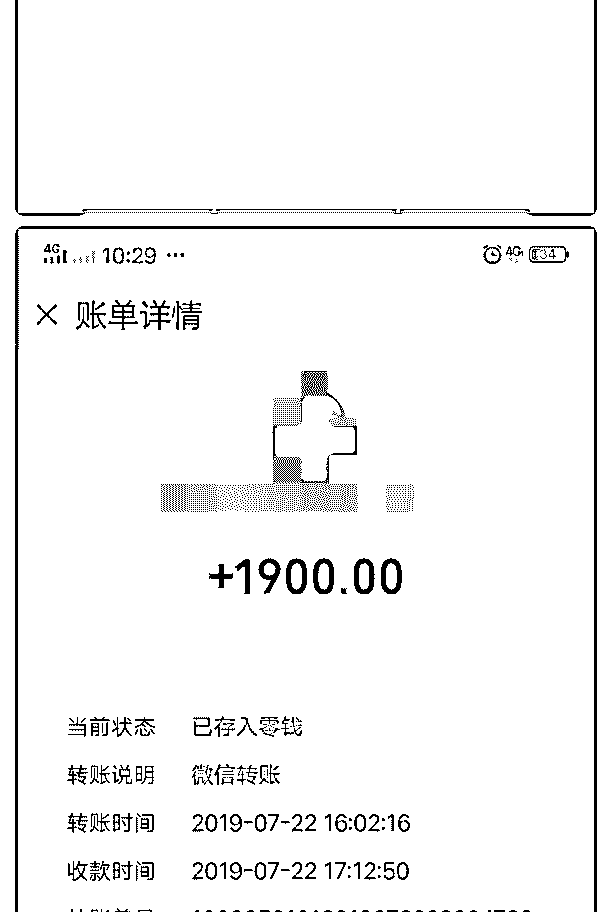 4G 10:29 ··· 4G 34
账单详情
+1900.00
当前状态 已存入零钱
转账说明 微信转账
转账时间 2019-07-22 16:02:16
收款时间 2019-07-22 17:12:50